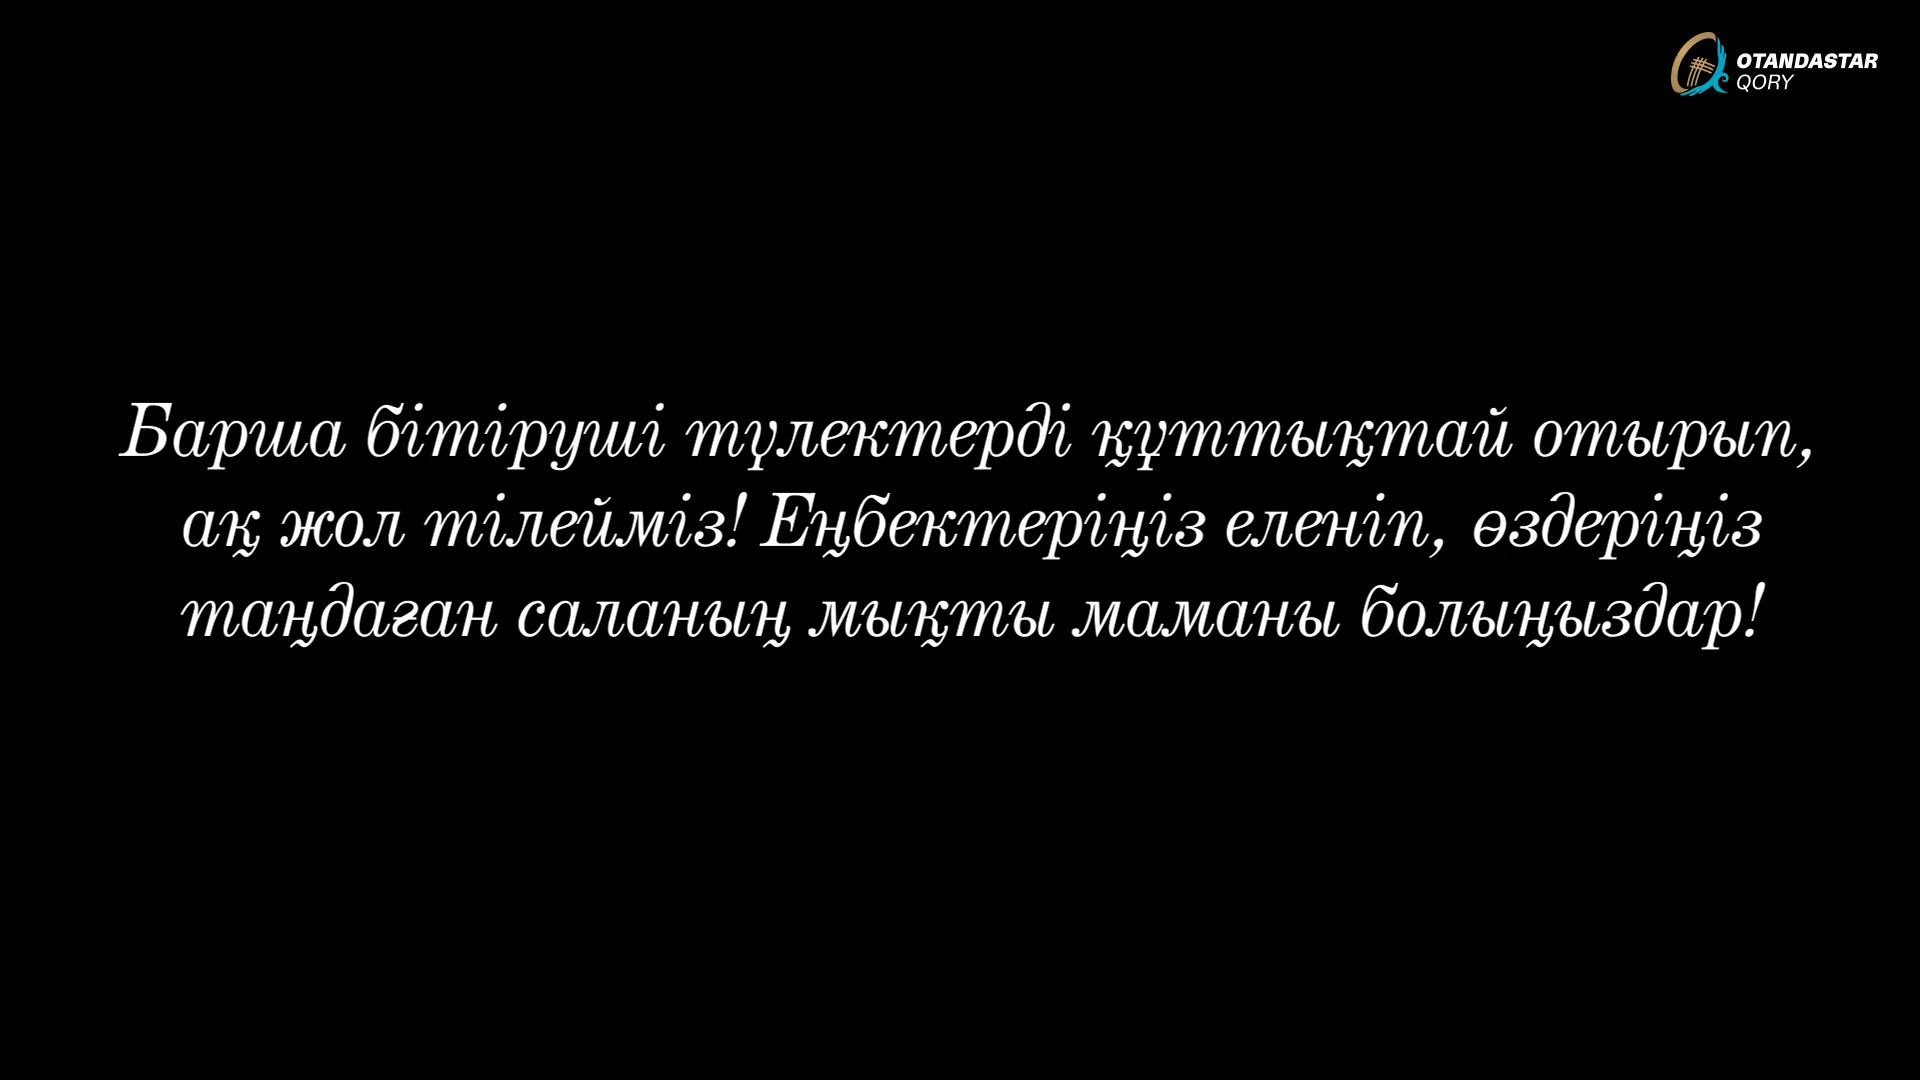 OTANDASTAR
QORY
Барша бітіруші түлектерді құттықтай отырып,
ақ жол тілейміз! Еңбектеріңіз еленіп, өздеріңіз
таңдаған саланың мықты маманы болыңыздар!